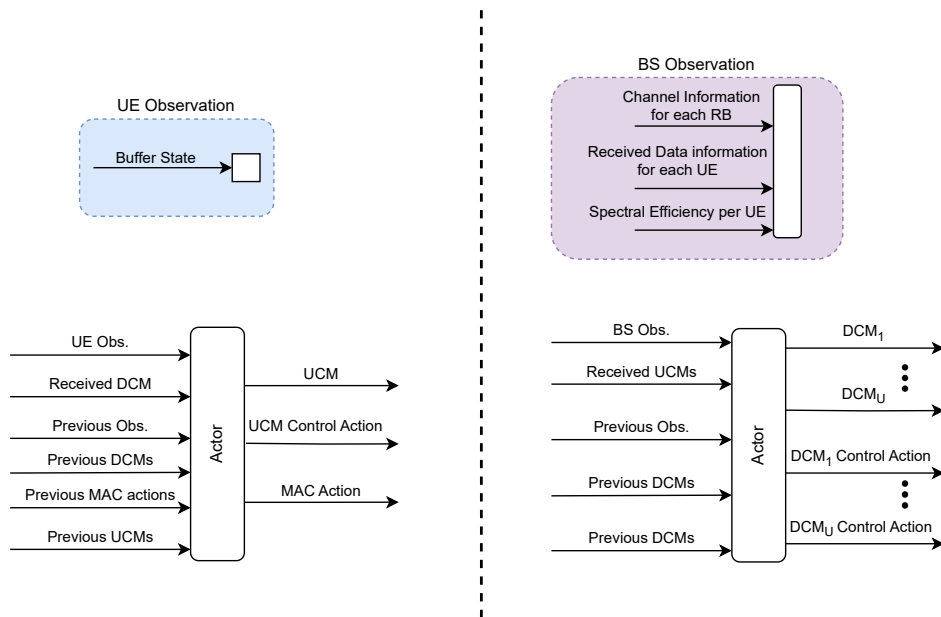 UE Observation
Buffer State
UE Obs.
Received DCM
Previous Obs.
Previous DCMs
Previous MAC actions
Previous UCMs
Actor
UCM
UCM Control Action
MAC Action
BS Observation
Channel Information
for each RB
Received Data information
for each UE
Spectral Efficiency per UE
BS Obs.
Received UCMs
Previous Obs.
Previous DCMs
Previous DCMs
Actor
DCM1
DCMU
DCM1 Control Action
DCMU Control Action